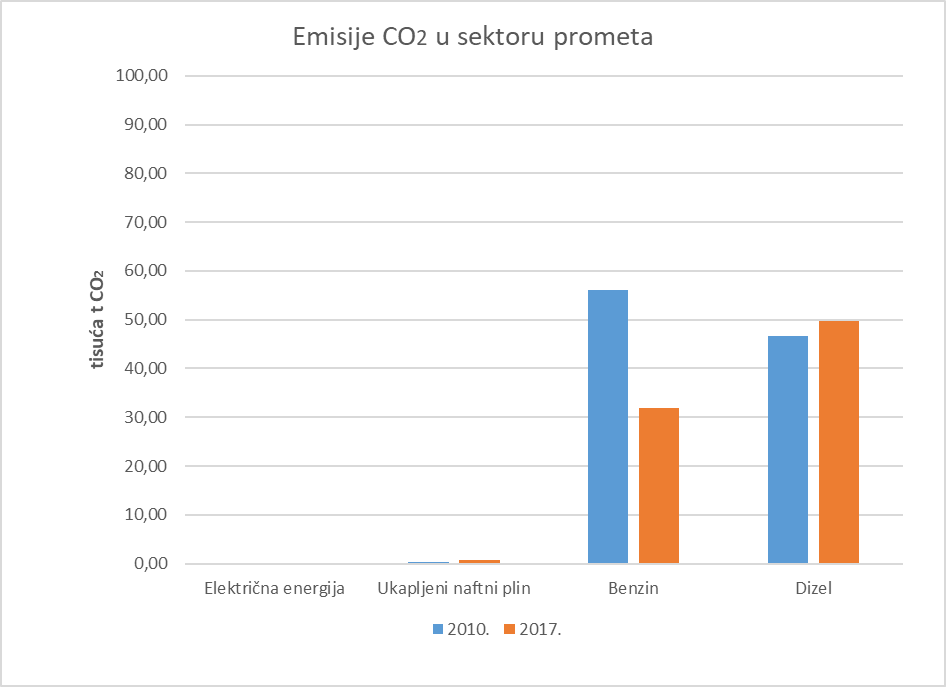 Emisije CO2 u sektoru prometa
tisuća t CO2
100,00
90,00
80,00
70,00
60,00
50,00
40,00
30,00
20,00
10,00
0,00
Električna energija
Ukapljeni naftni plin
Benzin
Dizel
2010.
2017.